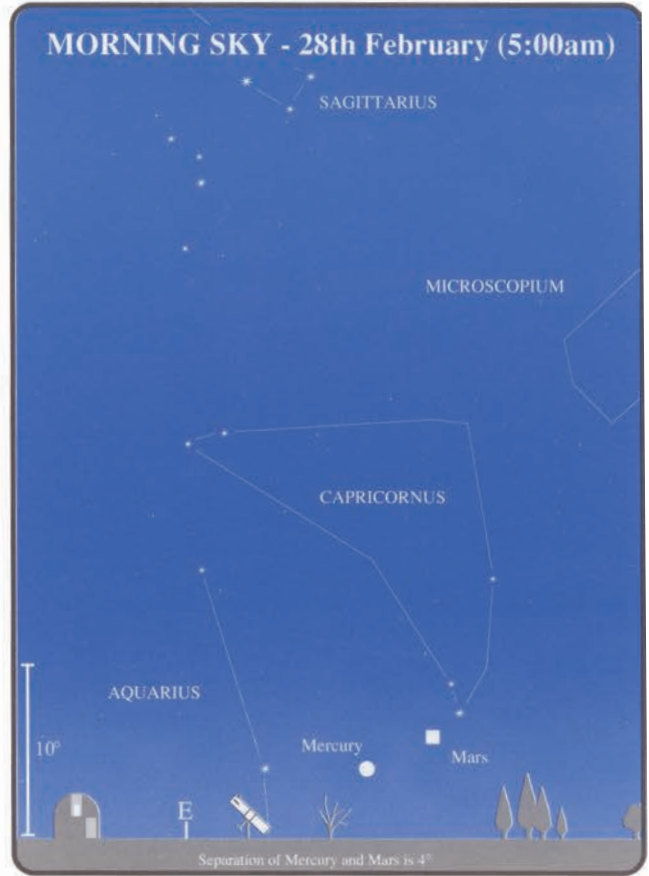 MORNING SKY - 28th February (5:00am)
SAGITTARIUS
MICROSCOPIUM
CAPRICORNUS
AQUARIUS
10°
Mercury
Mars
E
Separation of Mercury and Mars is 4°